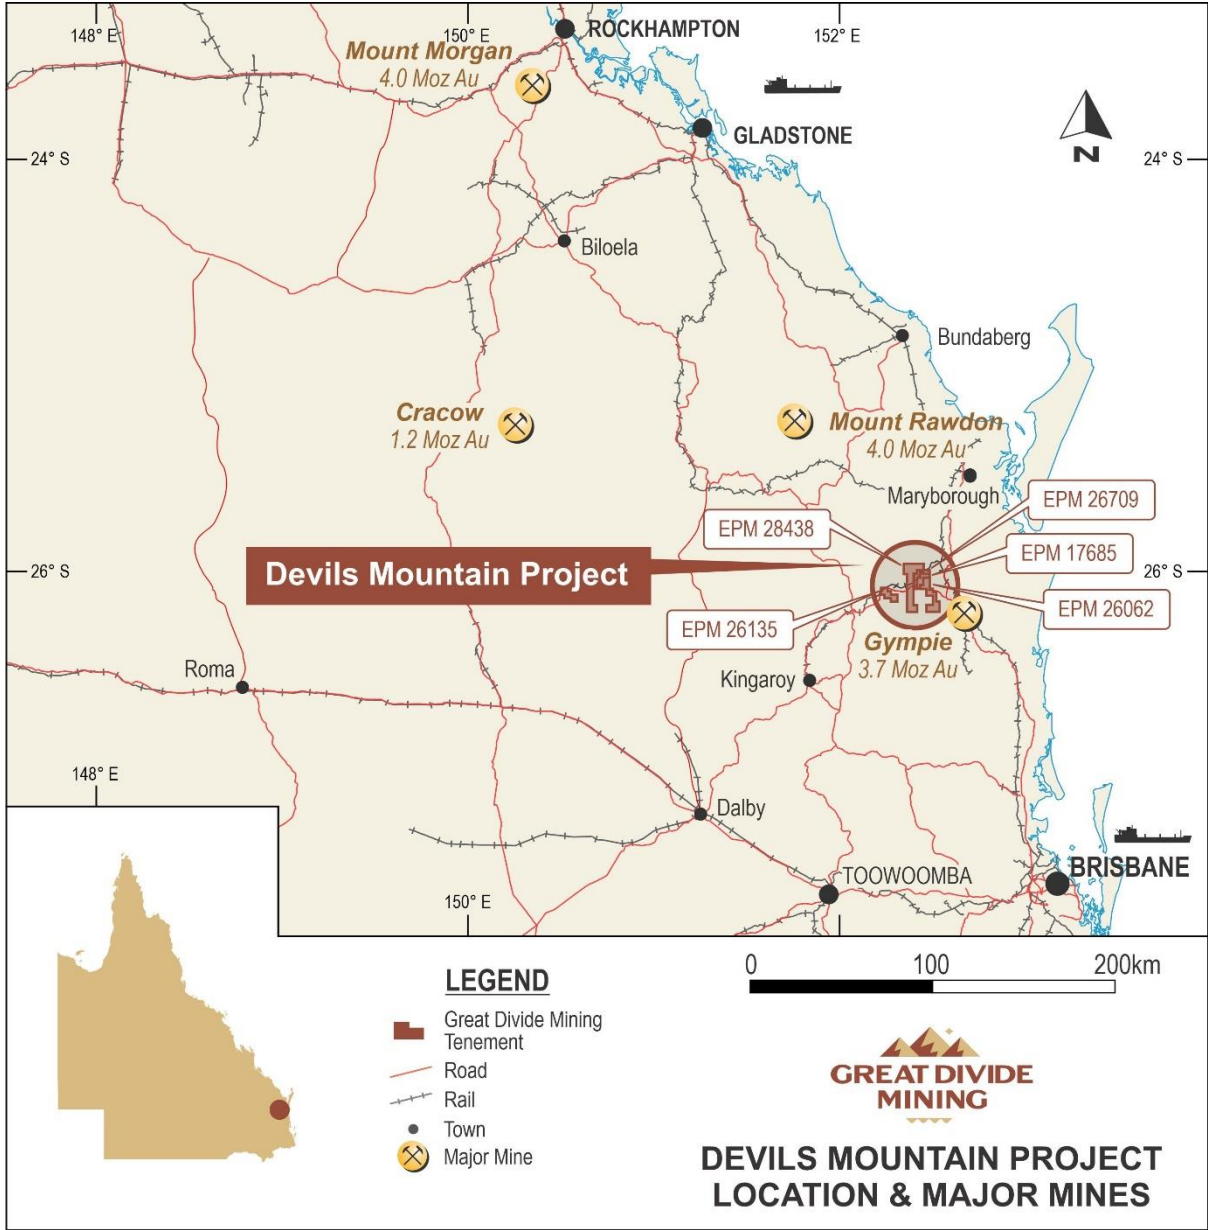 148° E
150° E
152° E
ROCKHAMPTON
Mount Morgan
4.0 Moz Au
GLADSTONE
N
24° S
24° S
Biloela
Bundaberg
Cracow
1.2 Moz Au
Mount Rawdon
4.0 Moz Au
Maryborough
EPM 26709
EPM 28438
EPM 17685
26° S
Devils Mountain Project
26° S
EPM 26062
EPM 26135
Gympie
3.7 Moz Au
Roma
Kingaroy
148° E
Dalby
TOOWOOMBA
BRISBANE
150° E
152° E
LEGEND
Great Divide Mining
Tenement
Road
Rail
Town
Major Mine
0 100 200km
GREAT DIVIDE
MINING
DEVILS MOUNTAIN PROJECT
LOCATION & MAJOR MINES